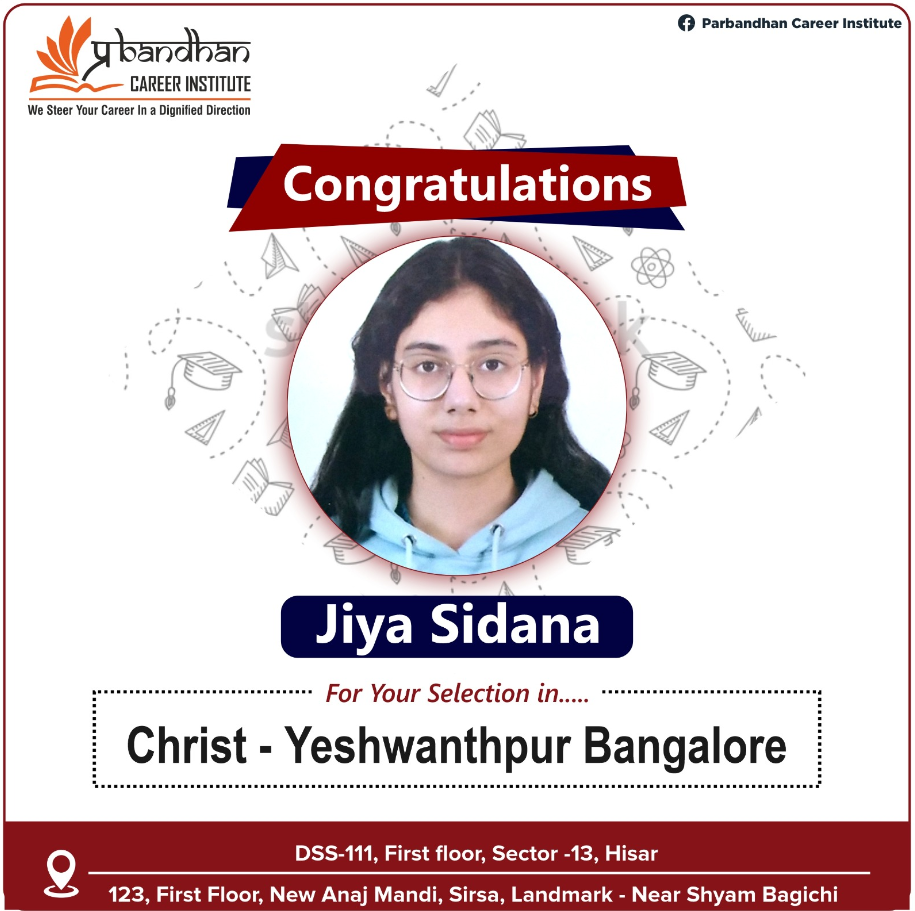 प्रbandhan
CAREER INSTITUTE
We Steer Your Career In a Dignified Direction
Parbandhan Career Institute
Congratulations
Jiya Sidana
For Your Selection in.....
Christ - Yeshwanthpur Bangalore
DSS-111, First floor, Sector -13, Hisar
123, First Floor, New Anaj Mandi, Sirsa, Landmark - Near Shyam Bagichi